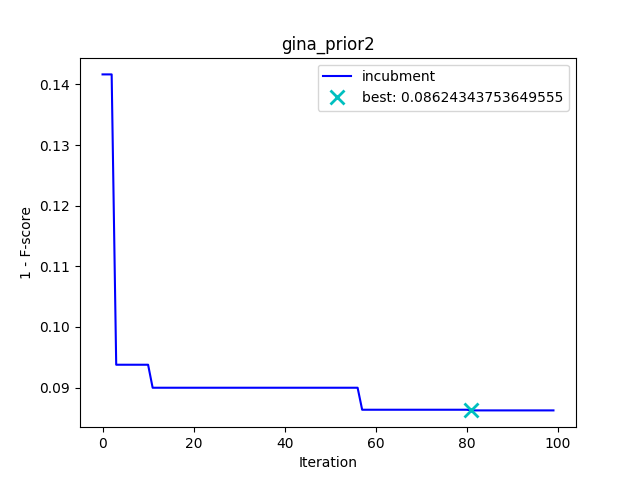 gina_prior2
incubment
best: 0.08624343753649555
0.14
0.13
0.12
0.11
0.10
0.09
1 - F-score
0 20 40 60 80 100
Iteration